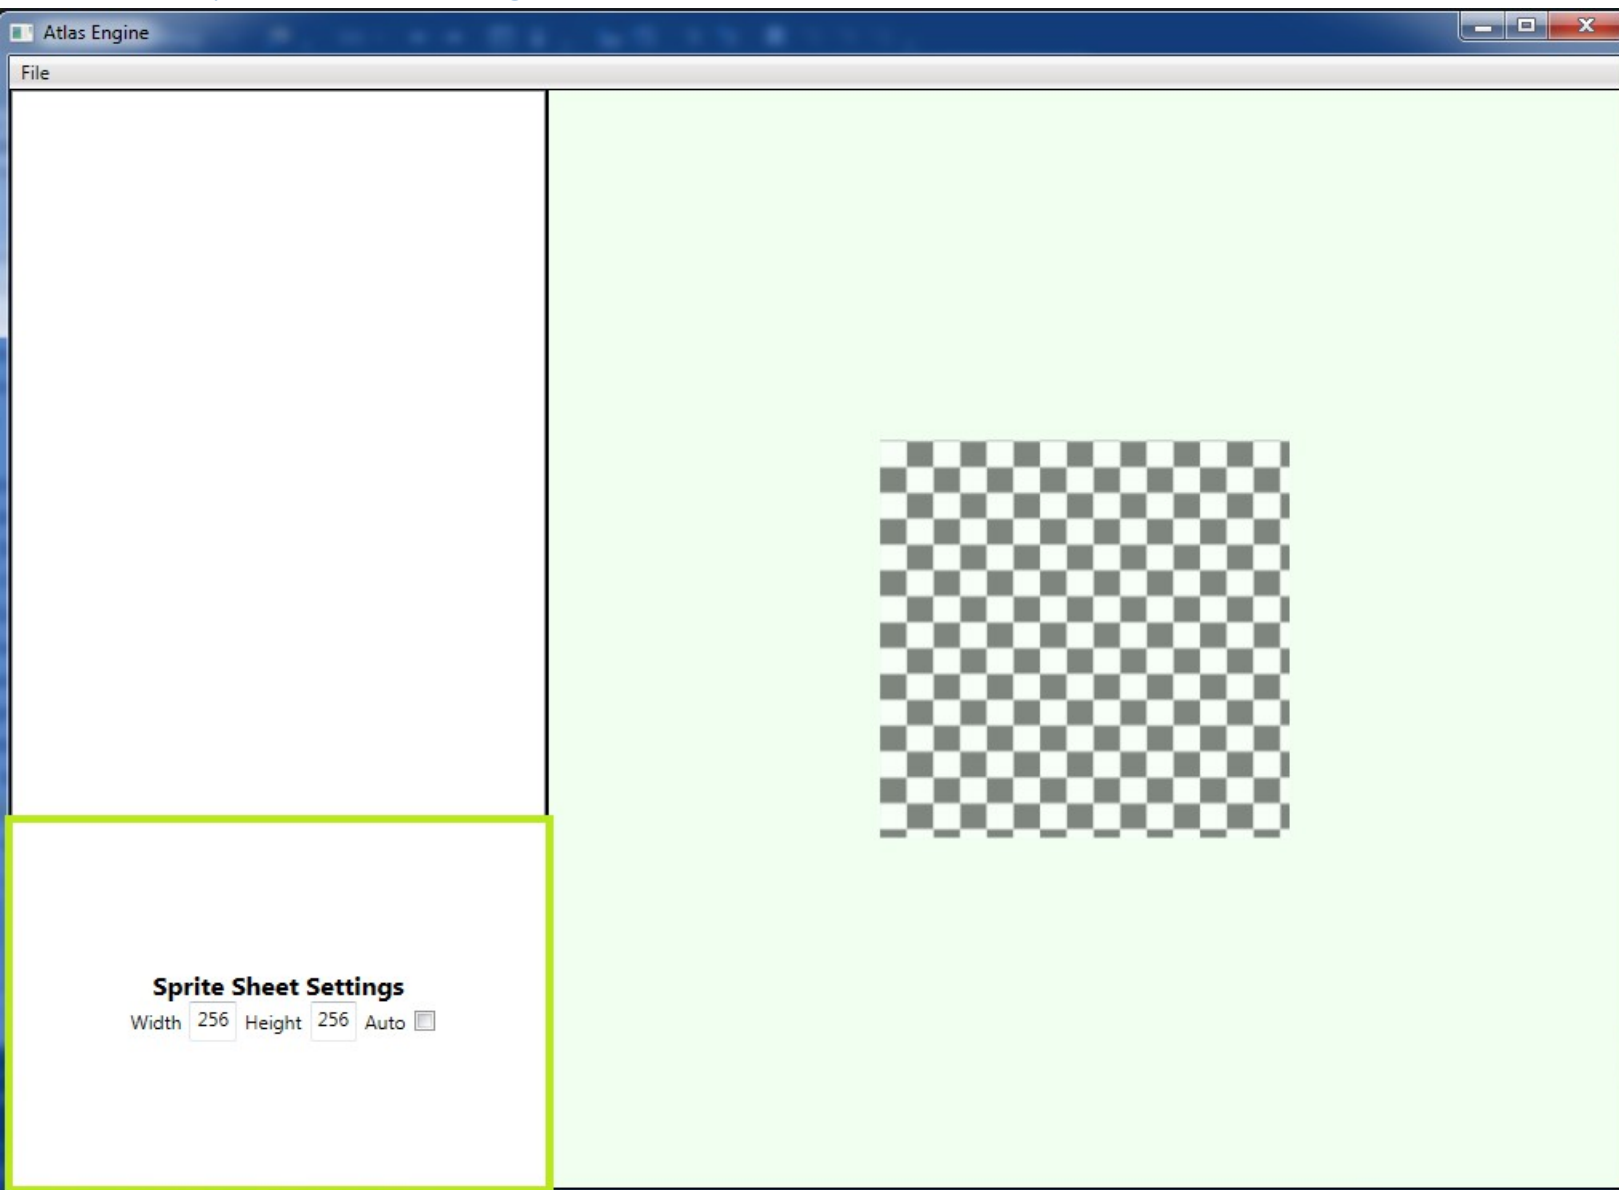 Atlas Engine
File
Sprite Sheet Settings
Width 256 Height 256 Auto